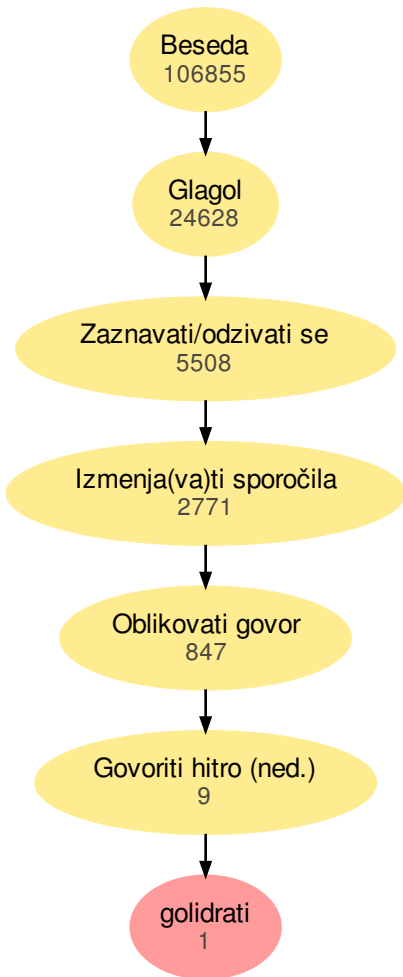 Beseda
106855
Glagol
24628
Zaznavati/odzivati se
5508
Izmenja(va)ti sporočila
2771
Oblikovati govor
847
Govoriti hitro (ned.)
9
golidrati
1